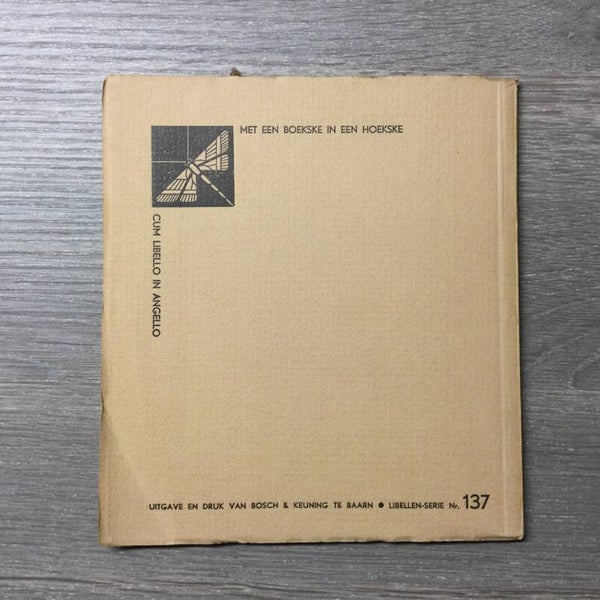 MET EEN BOEKSKE IN EEN HOEKSKE
CUM LIBELLO IN ANGELLO
UITGAVE EN DRUK VAN BOSCH & KEUNING TE BAARN ● LIBELLEN-SERIE Nr. 137